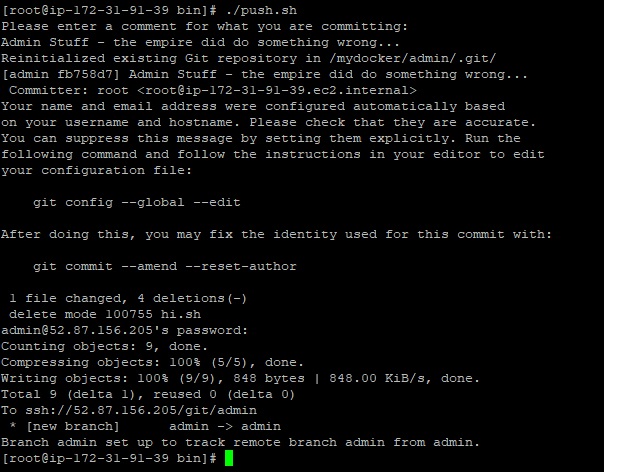 [root@ip-172-31-91-39 bin]# ./push.sh
Please enter a comment for what you are committing:
Admin Stuff - the empire did do something wrong...
Reinitialized existing Git repository in /mydocker/admin/.git/
[admin fb758d7] Admin Stuff - the empire did do something wrong...
 Committer: root <root@ip-172-31-91-39.ec2.internal>
Your name and email address were configured automatically based
on your username and hostname. Please check that they are accurate.
You can suppress this message by setting them explicitly. Run the
following command and follow the instructions in your editor to edit
your configuration file:

    git config --global --edit

After doing this, you may fix the identity used for this commit with:

    git commit --amend --reset-author

 1 file changed, 4 deletions(-)
 delete mode 100755 hi.sh
admin@52.87.156.205's password:
Counting objects: 9, done.
Compressing objects: 100% (5/5), done.
Writing objects: 100% (9/9), 848 bytes | 848.00 KiB/s, done.
Total 9 (delta 1), reused 0 (delta 0)
To ssh://52.87.156.205/git/admin
 * [new branch]      admin -> admin
Branch admin set up to track remote branch admin from admin.
[root@ip-172-31-91-39 bin]#